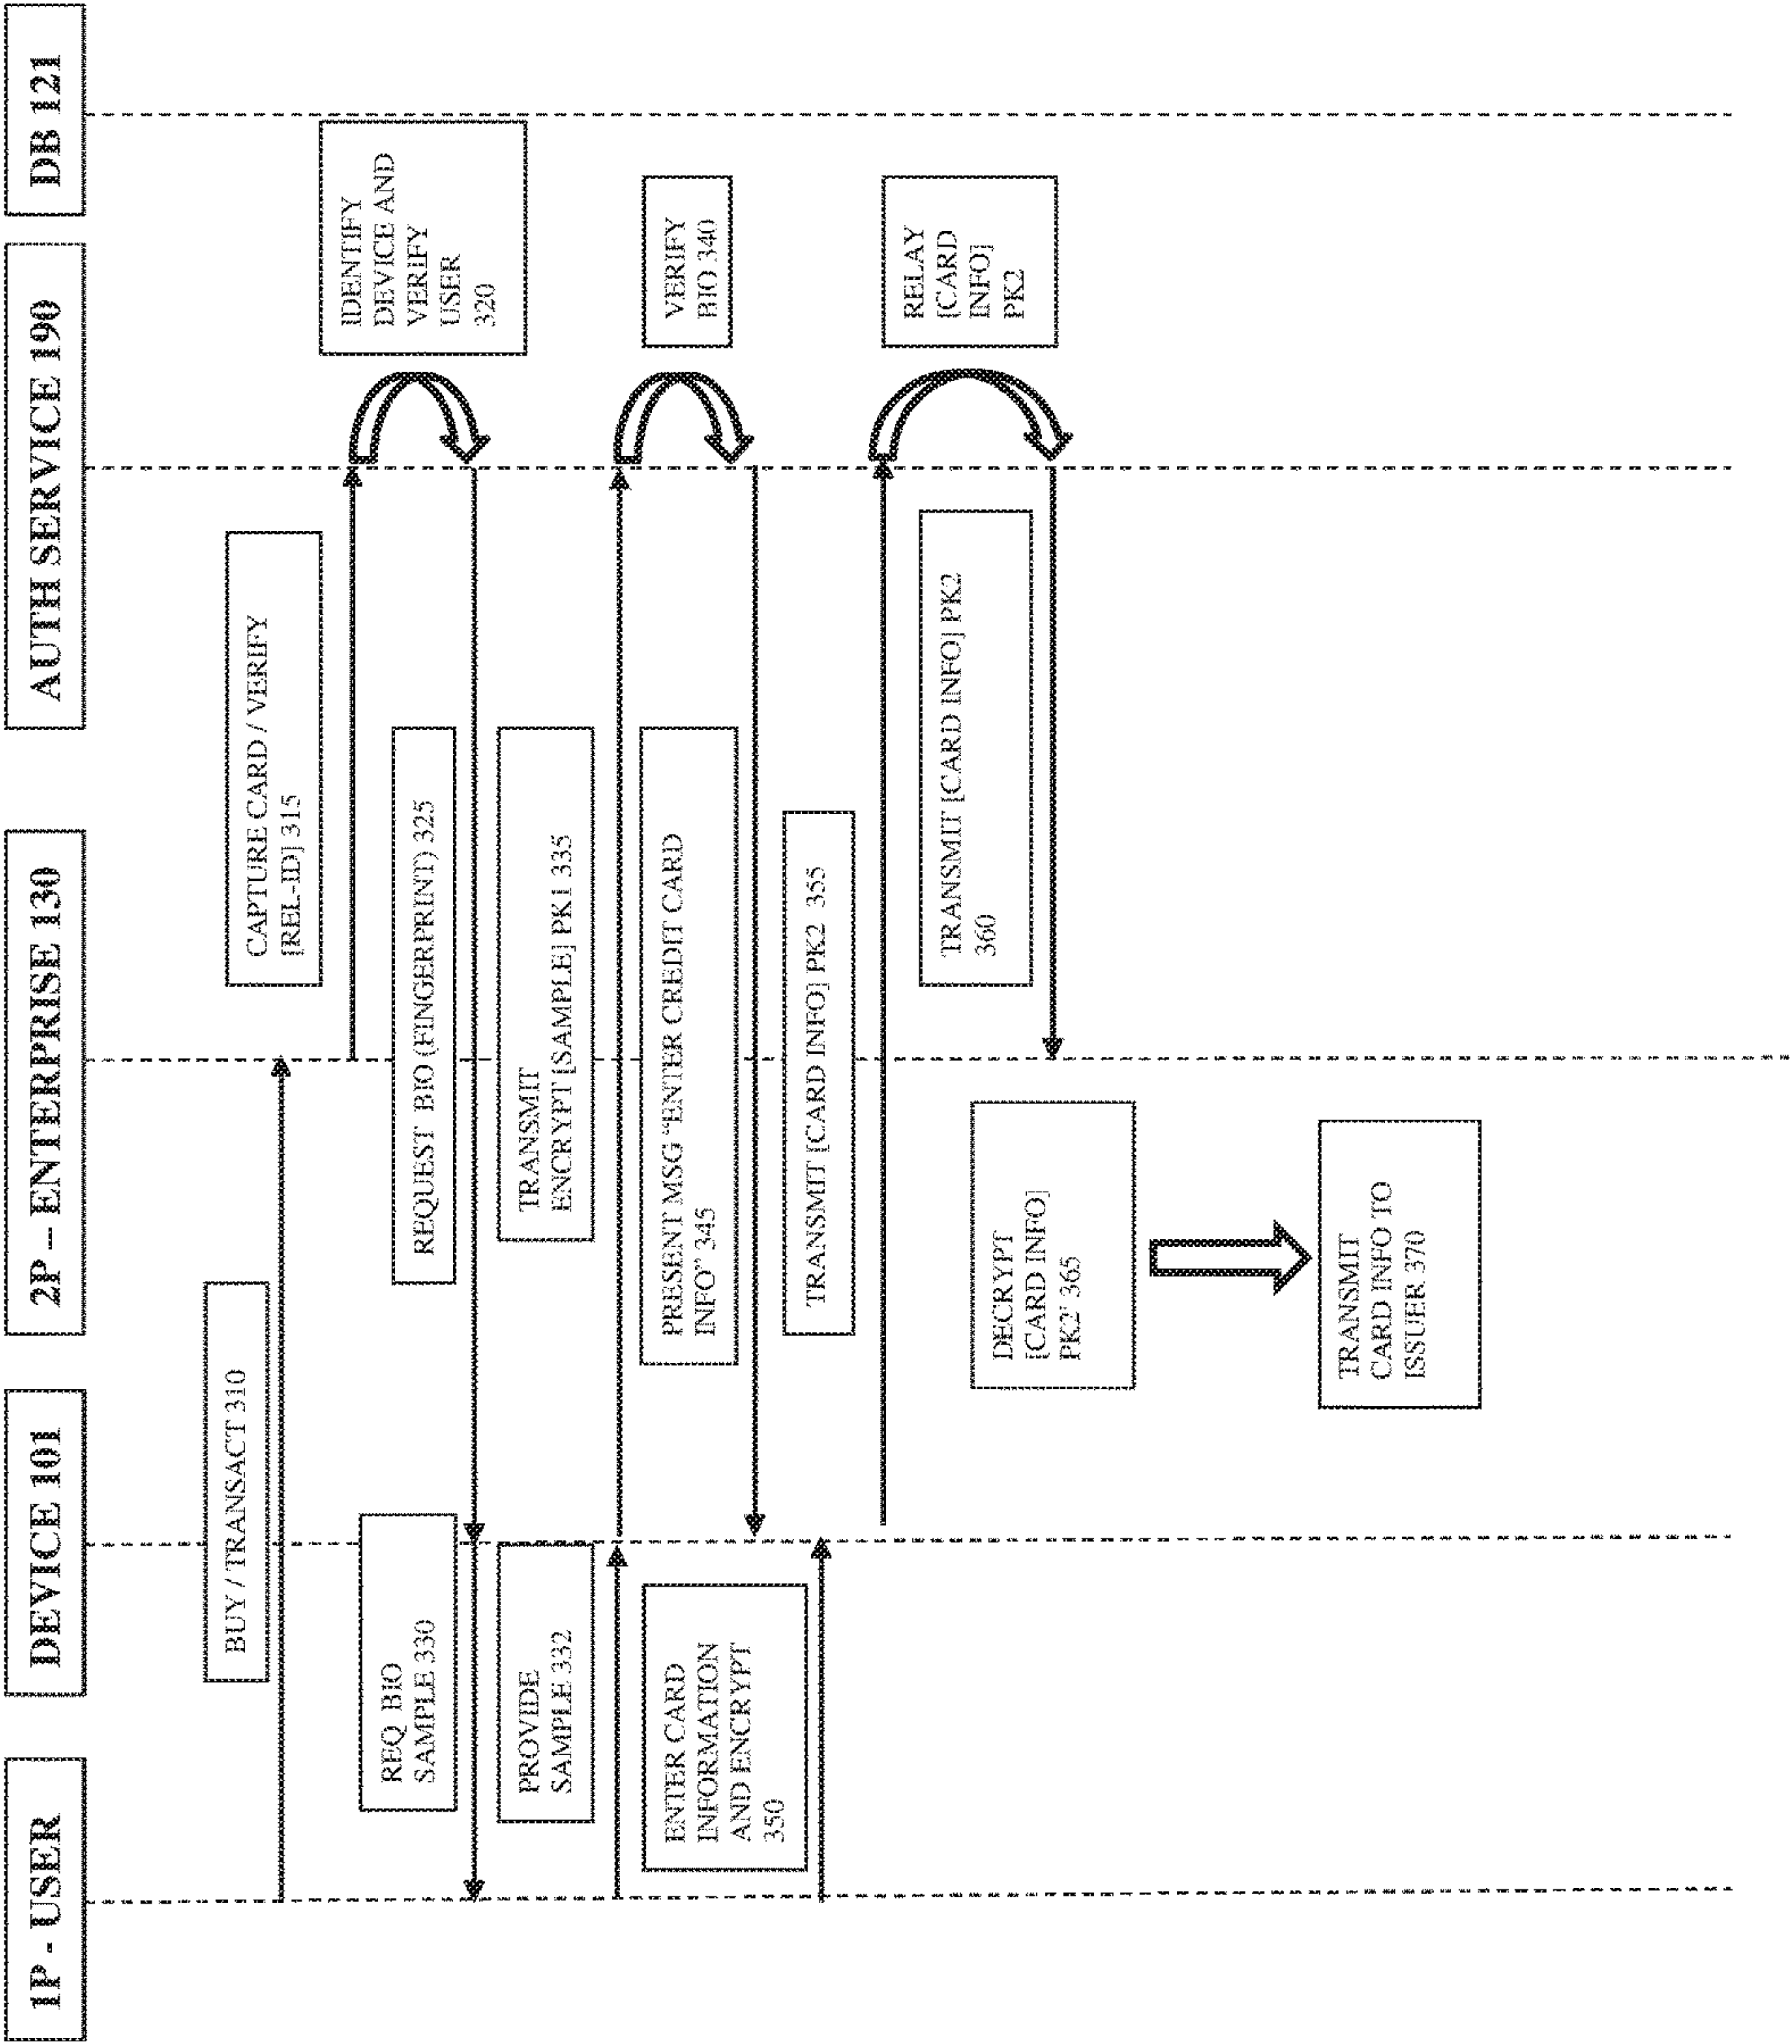 1P - USER
DEVICE 101
2P – ENTERPRISE 130
AUTH SERVICE 190
DB 121
BUY / TRANSACT 310
CAPTURE CARD / VERIFY
[REL-ID] 315
IDENTIFY
DEVICE AND
VERIFY
USER
320
REQUEST BIO (FINGERPRINT) 325
REQ BIO
SAMPLE 330
PROVIDE
SAMPLE 332
TRANSMIT
ENCRYPT [SAMPLE] PK1 335
VERIFY
BIO 340
PRESENT MSG "ENTER CREDIT CARD
INFO" 345
ENTER CARD
INFORMATION
AND ENCRYPT
350
TRANSMIT [CARD INFO] PK2 355
RELAY
[CARD
INFO]
PK2
TRANSMIT [CARD INFO] PK2
360
DECRYPT
[CARD INFO]
PK2' 365
TRANSMIT
CARD INFO TO
ISSUER 370